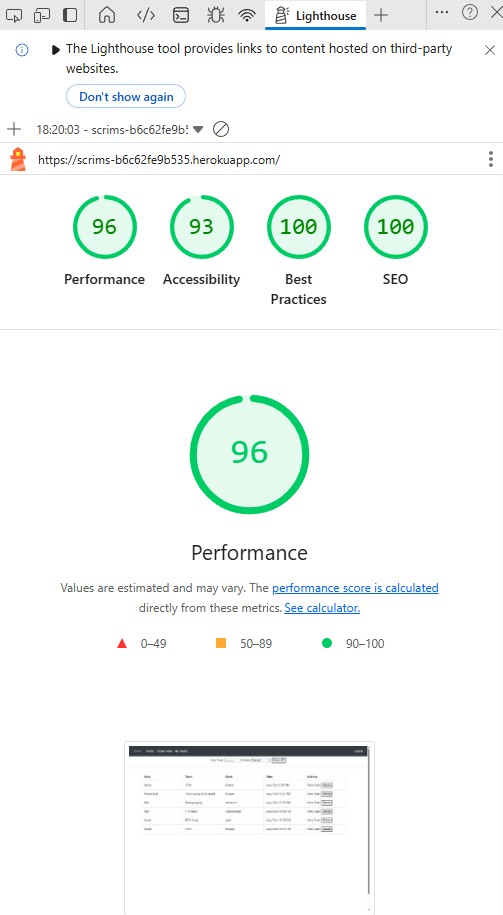 Lighthouse
The Lighthouse tool provides links to content hosted on third-party
websites.
Don't show again
18:20:03 - scrims-b6c62fe9b5
https://scrims-b6c62fe9b535.herokuapp.com/
96
93
100
100
Performance
Accessibility
Best
Practices
SEO
96
Performance
Values are estimated and may vary. The performance score is calculated
directly from these metrics. See calculator.
0–49
50–89
90–100